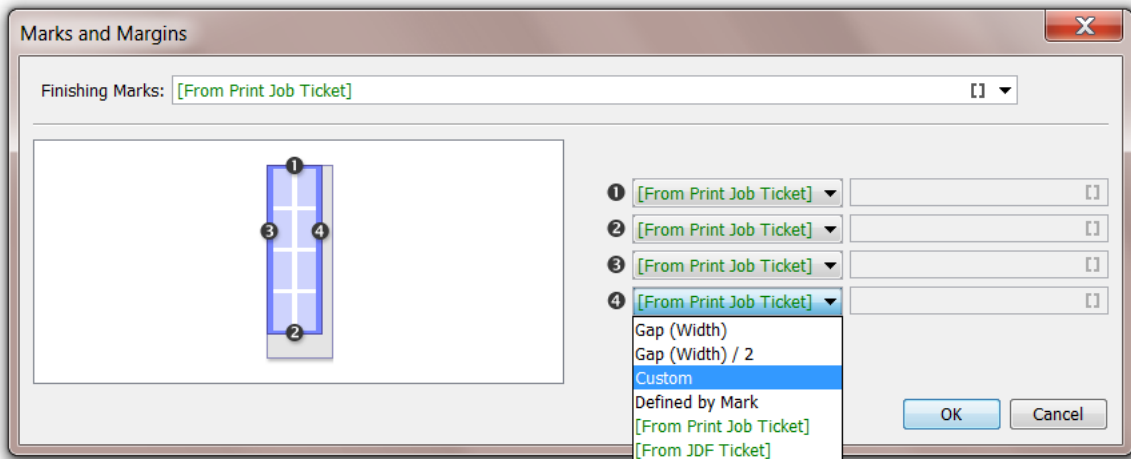 Marks and Margins
X
Finishing Marks: [From Print Job Ticket] []
1
3 4
2
1 [From Print Job Ticket] []
2 [From Print Job Ticket] []
3 [From Print Job Ticket] []
4 [From Print Job Ticket] []
Gap (Width)
Gap (Width) / 2
Custom
Defined by Mark
[From Print Job Ticket]
[From JDF Ticket]
OK Cancel